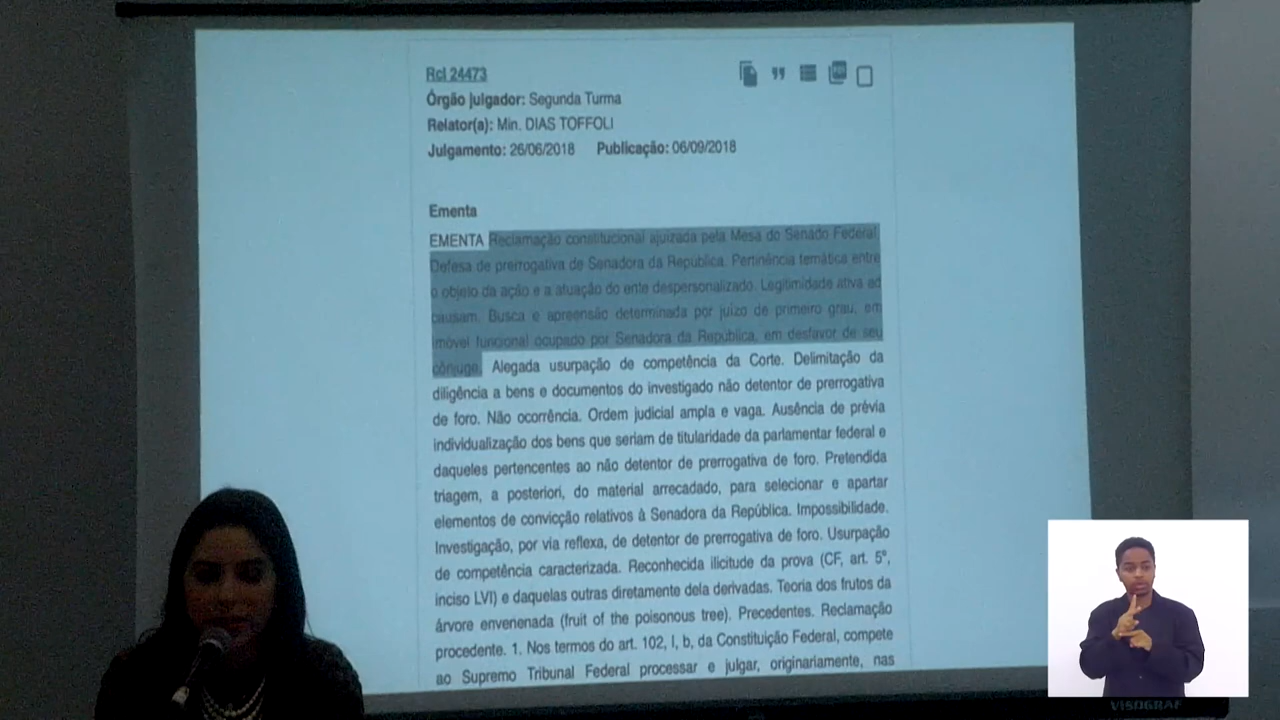 Rcl 24473
Órgão julgador: Segunda Turma
Relator(a): Min. DIAS TOFFOLI
Julgamento: 26/06/2018 Publicação: 06/09/2018
Ementa
EMENTA Reclamação constitucional ajuizada pela Mesa do Senado Federal.
Defesa de prerrogativa de Senadora da República. Pertinência temática entre
o objeto da ação e a atuação do ente despersonalizado. Legitimidade ativa ad
causam. Busca e apreensão determinada por juízo de primeiro grau, em
imóvel funcional ocupado por Senadora da República, em desfavor de seu
cônjuge. Alegada usurpação de competência da Corte. Delimitação da
diligência a bens e documentos do investigado não detentor de prerrogativa
de foro. Não ocorrência. Ordem judicial ampla e vaga. Ausência de prévia
individualização dos bens que seriam de titularidade da parlamentar federal e
daqueles pertencentes ao não detentor de prerrogativa de foro. Pretendida
triagem, a posteriori, do material arrecadado, para selecionar e apartar
elementos de convicção relativos à Senadora da República. Impossibilidade.
Investigação, por via reflexa, de detentor de prerrogativa de foro. Usurpação
de competência caracterizada. Reconhecida ilicitude da prova (CF, art. 5º,
inciso LVI) e daquelas outras diretamente dela derivadas. Teoria dos frutos da
árvore envenenada (fruit of the poisonous tree). Precedentes. Reclamação
procedente. 1. Nos termos do art. 102, I, b, da Constituição Federal, compete
ao Supremo Tribunal Federal processar e julgar, originariamente, nas
VISOGRAF